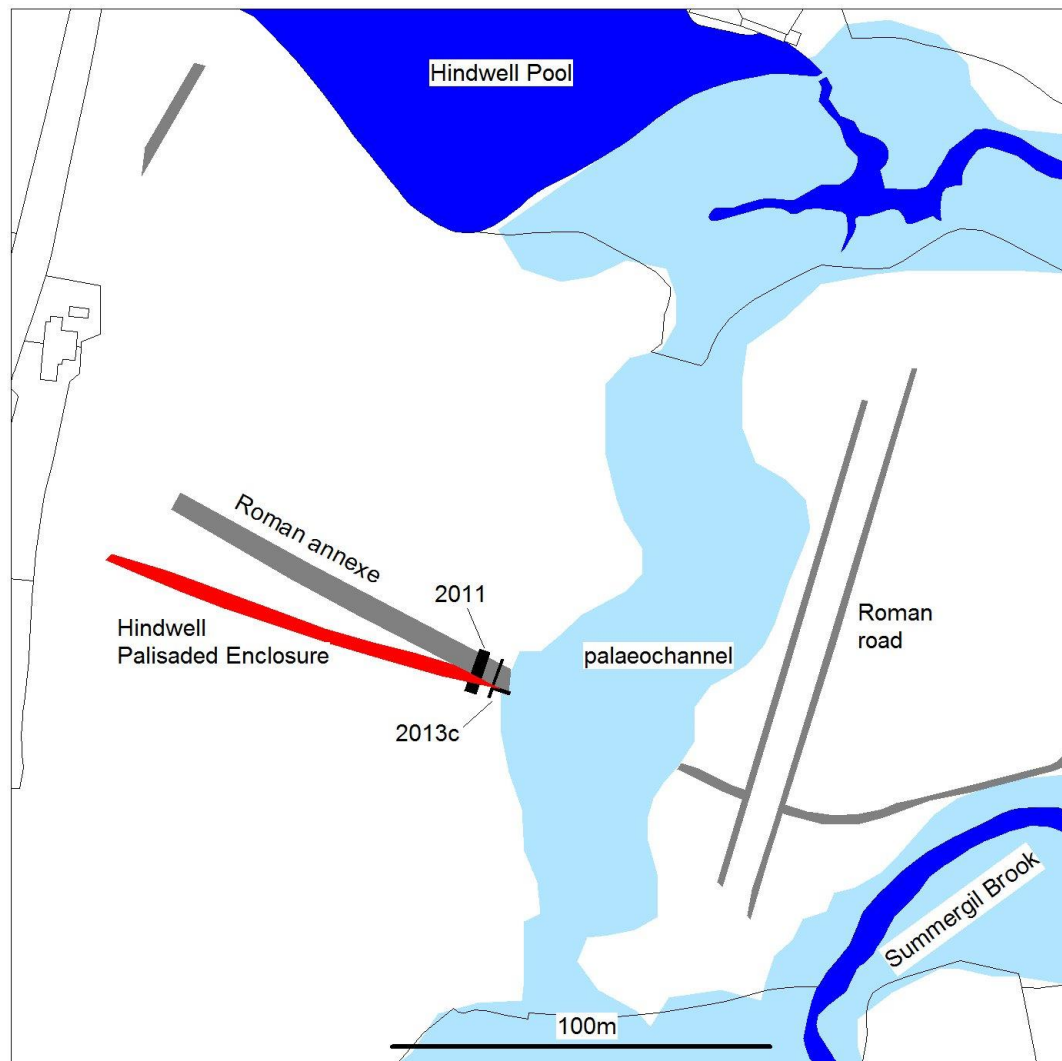 Hindwell Pool
Roman annexe
2011
Hindwell
Palisaded Enclosure
2013c
palaeochannel
Roman
road
Summergil Brook
100m